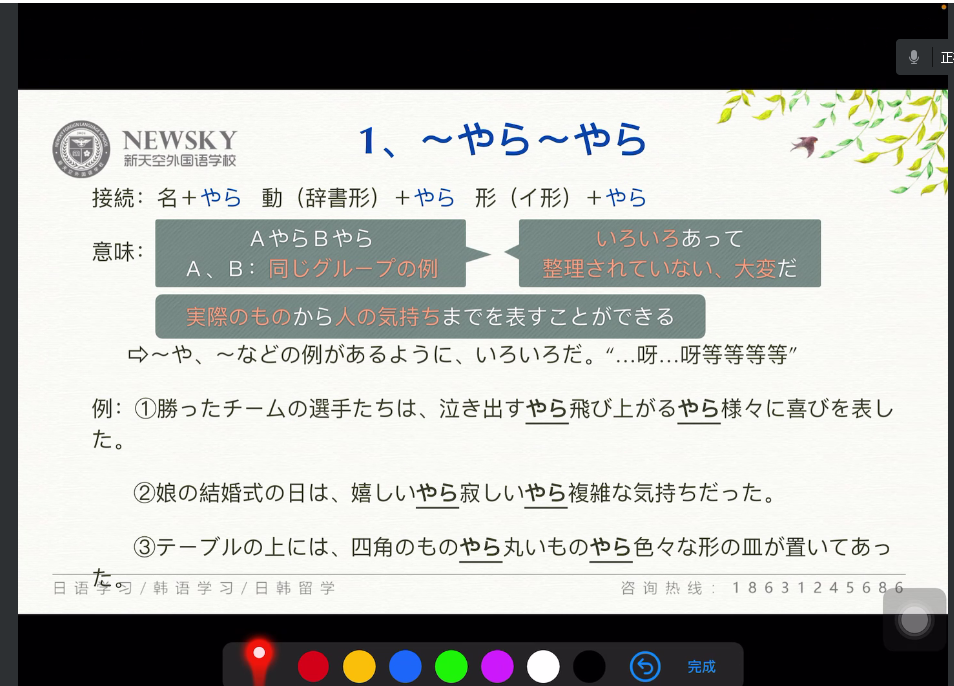 正
NEWSKY
新天空外国语学校
1、～やら～やら
接続：名＋やら 動（辞書形）＋やら 形（イ形）＋やら
意味：
AやらBやら
A、B：同じグループの例
いろいろあって
整理されていない、大変だ
実際のものから人の気持ちまでを表すことができる
⇨～や、～などの例があるように、いろいろだ。“…呀…呀等等等等”
例：①勝ったチームの選手たちは、泣き出すやら飛び上がるやら様々に喜びを表し
た。
②娘の結婚式の日は、嬉しいやら寂しいやら複雑な気持ちだった。
③テーブルの上には、四角のものやら丸いものやら色々な形の皿が置いてあっ
た。
日语学习/韩语学习/日韩留学
咨询热线：18631245686
完成